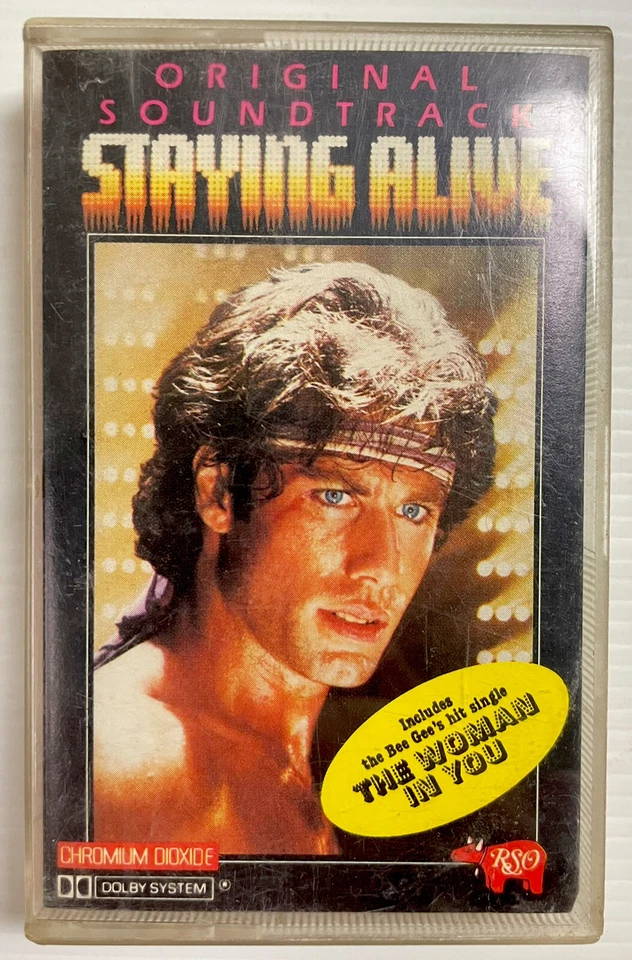 ORIGINAL
SOUNDTRACK
STAYING ALIVE
Includes
the Bee Gee's hit single
THE WOMAN
IN YOU
CHROMIUM DIOXIDE
DOLBY SYSTEM ®
RSO